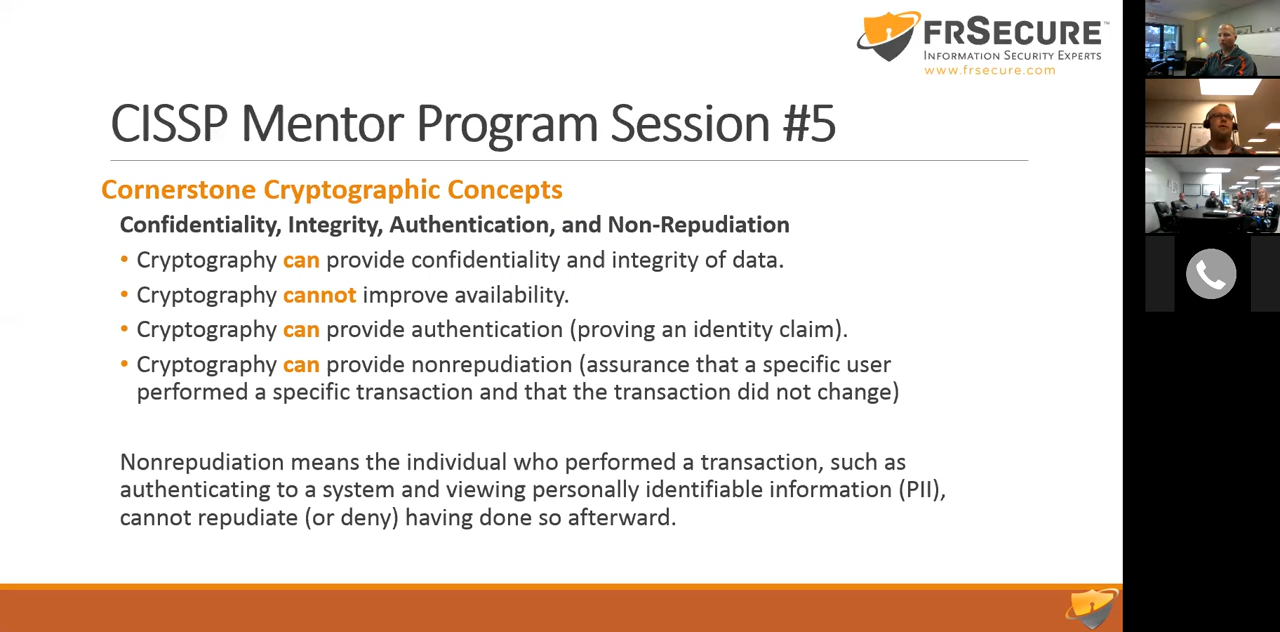 FRSECURE™
INFORMATION SECURITY EXPERTS
www.frsecure.com
CISSP Mentor Program Session #5
Cornerstone Cryptographic Concepts
Confidentiality, Integrity, Authentication, and Non-Repudiation
• Cryptography can provide confidentiality and integrity of data.
• Cryptography cannot improve availability.
• Cryptography can provide authentication (proving an identity claim).
• Cryptography can provide nonrepudiation (assurance that a specific user
performed a specific transaction and that the transaction did not change)
Nonrepudiation means the individual who performed a transaction, such as
authenticating to a system and viewing personally identifiable information (PII),
cannot repudiate (or deny) having done so afterward.